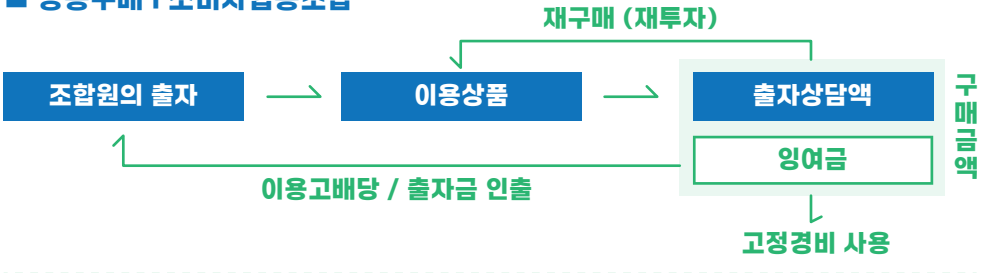 재구매 (재투자)
조합원의 출자
이용상품
출자상담액
구매금액
잉여금
이용고배당 / 출자금 인출
고정경비 사용